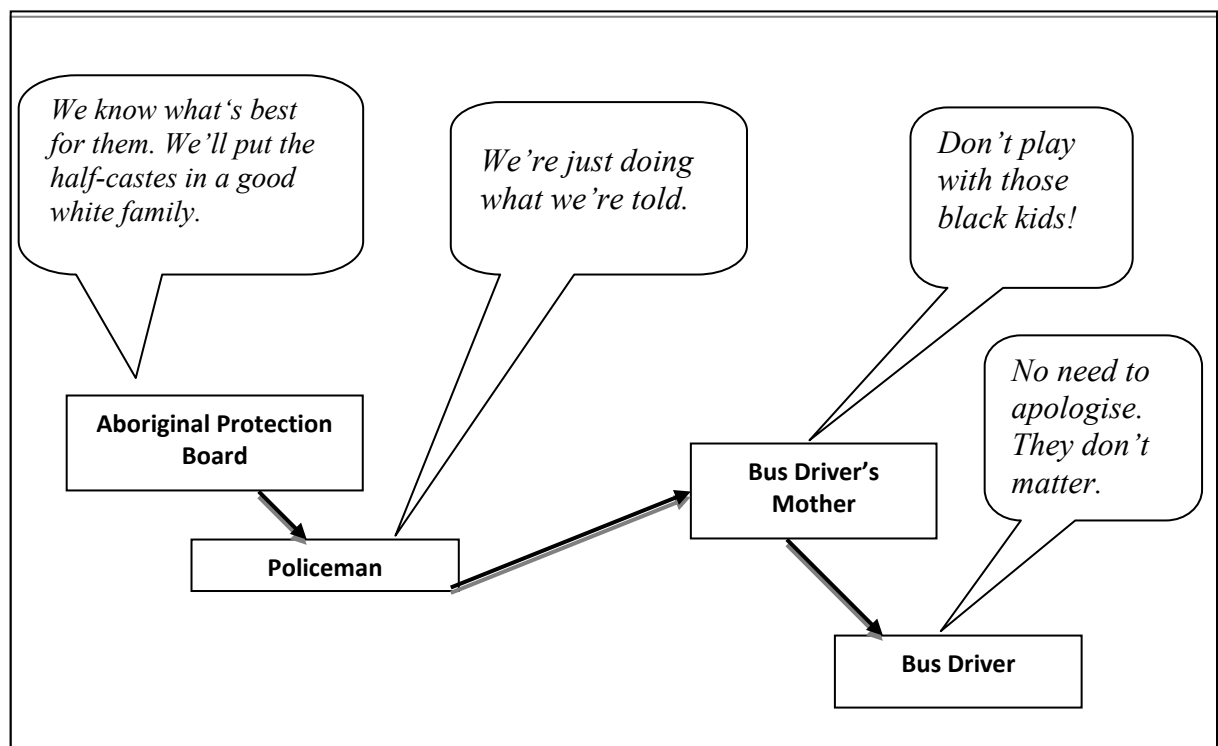 We know what‘s best
for them. We’ll put the
half-castes in a good
white family.
We’re just doing
what we’re told.
Don’t play
with those
black kids!
No need to
apologise.
They don’t
matter.
Aboriginal Protection
Board
Policeman
Bus Driver’s
Mother
Bus Driver